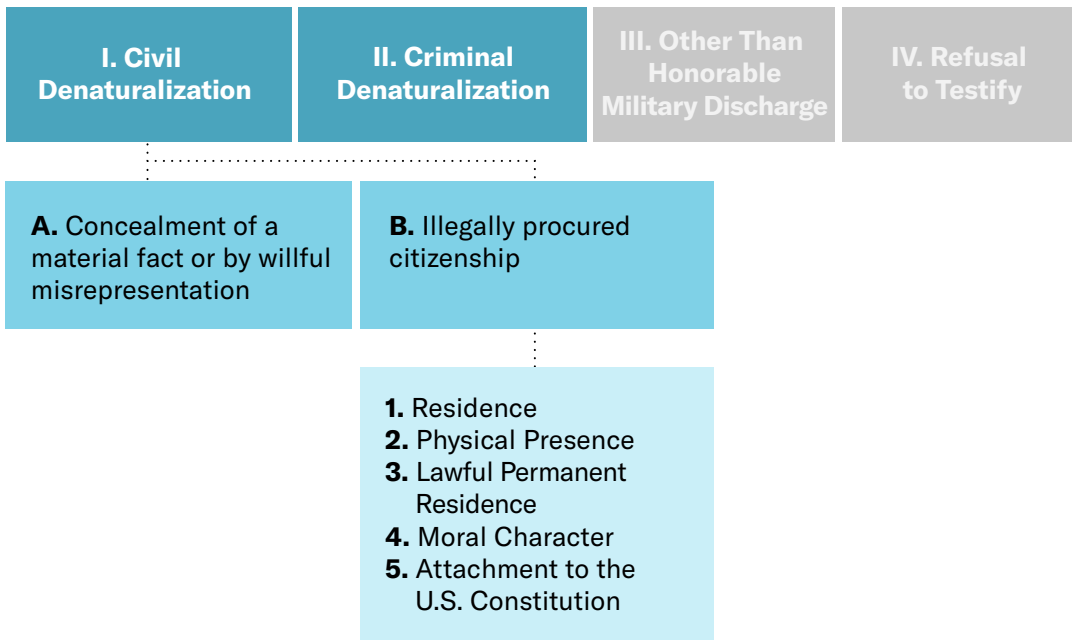 I. Civil
Denaturalization
II. Criminal
Denaturalization
III. Other Than
Honorable
Military Discharge
IV. Refusal
to Testify
A. Concealment of a
material fact or by willful
misrepresentation
B. Illegally procured
citizenship
1. Residence
2. Physical Presence
3. Lawful Permanent
Residence
4. Moral Character
5. Attachment to the
U.S. Constitution